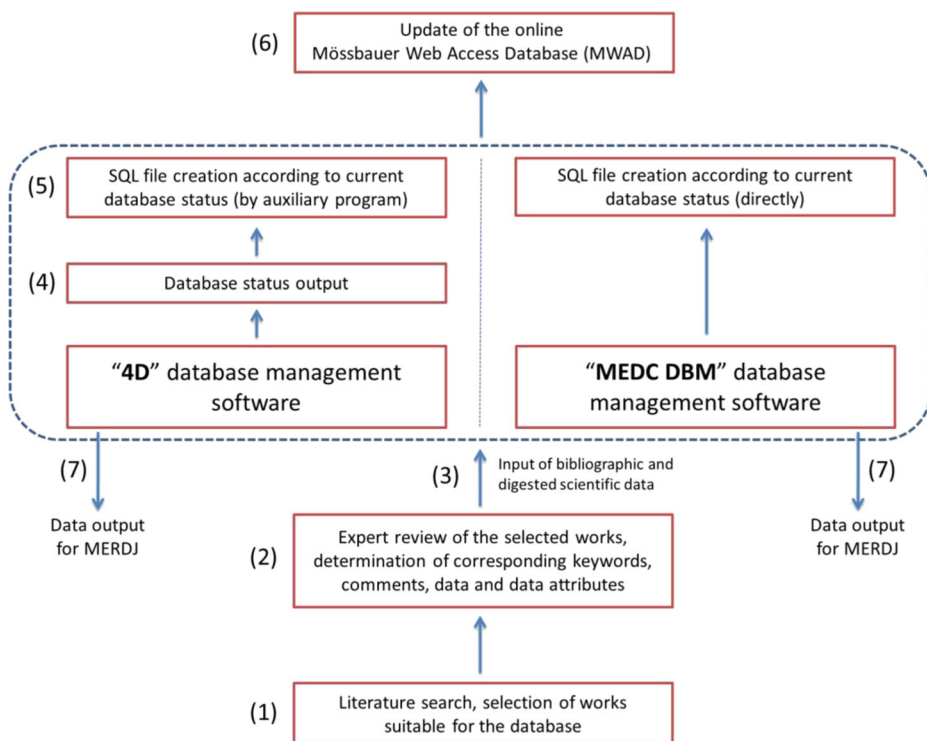 (6)
Update of the online
Mössbauer Web Access Database (MWAD)
(5)
SQL file creation according to current
database status (by auxiliary program)
SQL file creation according to current
database status (directly)
(4)
Database status output
“4D” database management
software
“MEDC DBM” database
management software
(7)
Data output
for MERDJ
(3)
Input of bibliographic and
digested scientific data
(7)
Data output
for MERDJ
(2)
Expert review of the selected works,
determination of corresponding keywords,
comments, data and data attributes
(1)
Literature search, selection of works
suitable for the database